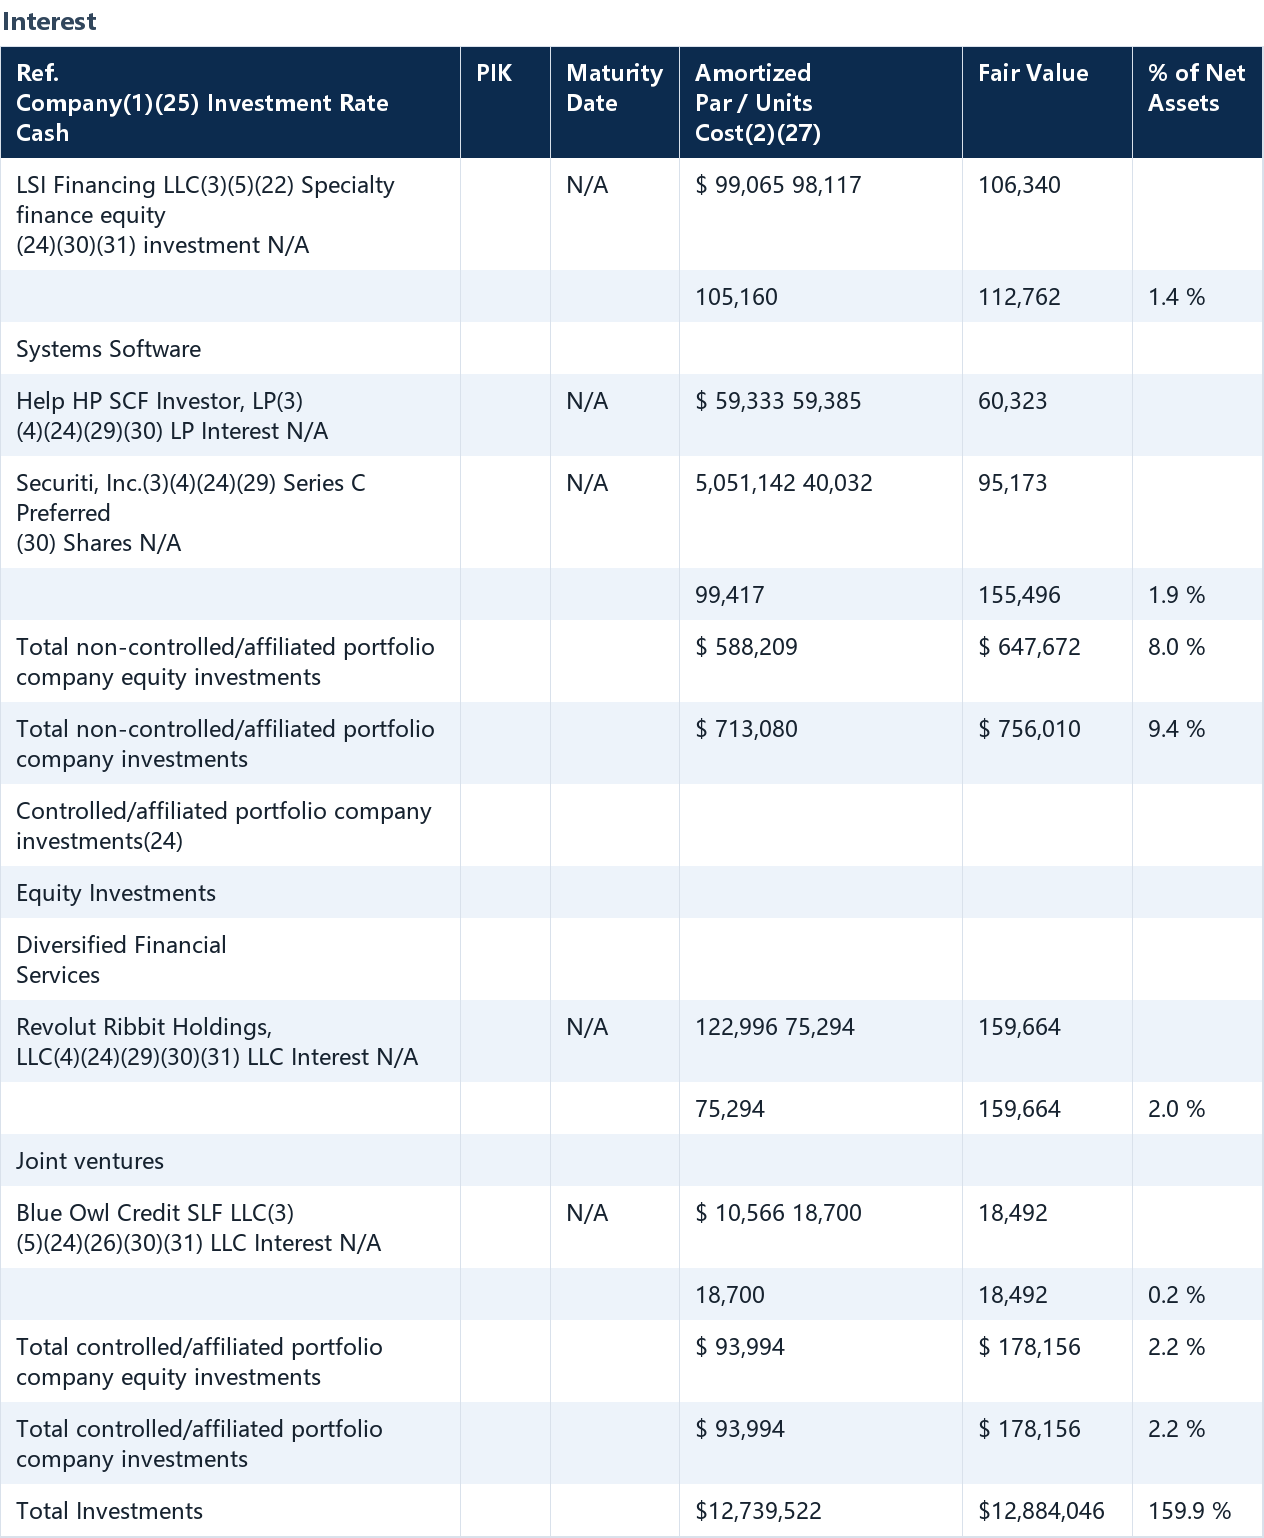 Interest
Ref.
Company(1)(25) Investment Rate
Cash
PIK
Maturity
Date
Amortized
Par / Units
Cost(2)(27)
Fair Value
% of Net
Assets
LSI Financing LLC(3)(5)(22) Specialty
finance equity
(24)(30)(31) investment N/A
N/A
$ 99,065 98,117
106,340
105,160
112,762
1.4 %
Systems Software
Help HP SCF Investor, LP(3)
(4)(24)(29)(30) LP Interest N/A
N/A
$ 59,333 59,385
60,323
Securiti, Inc.(3)(4)(24)(29) Series C
Preferred
(30) Shares N/A
N/A
5,051,142 40,032
95,173
99,417
155,496
1.9 %
Total non-controlled/affiliated portfolio
company equity investments
$ 588,209
$ 647,672
8.0 %
Total non-controlled/affiliated portfolio
company investments
$ 713,080
$ 756,010
9.4 %
Controlled/affiliated portfolio company
investments(24)
Equity Investments
Diversified Financial
Services
Revolut Ribbit Holdings,
LLC(4)(24)(29)(30)(31) LLC Interest N/A
N/A
122,996 75,294
159,664
75,294
159,664
2.0 %
Joint ventures
Blue Owl Credit SLF LLC(3)
(5)(24)(26)(30)(31) LLC Interest N/A
N/A
$ 10,566 18,700
18,492
18,700
18,492
0.2 %
Total controlled/affiliated portfolio
company equity investments
$ 93,994
$ 178,156
2.2 %
Total controlled/affiliated portfolio
company investments
$ 93,994
$ 178,156
2.2 %
Total Investments
$12,739,522
$12,884,046
159.9 %